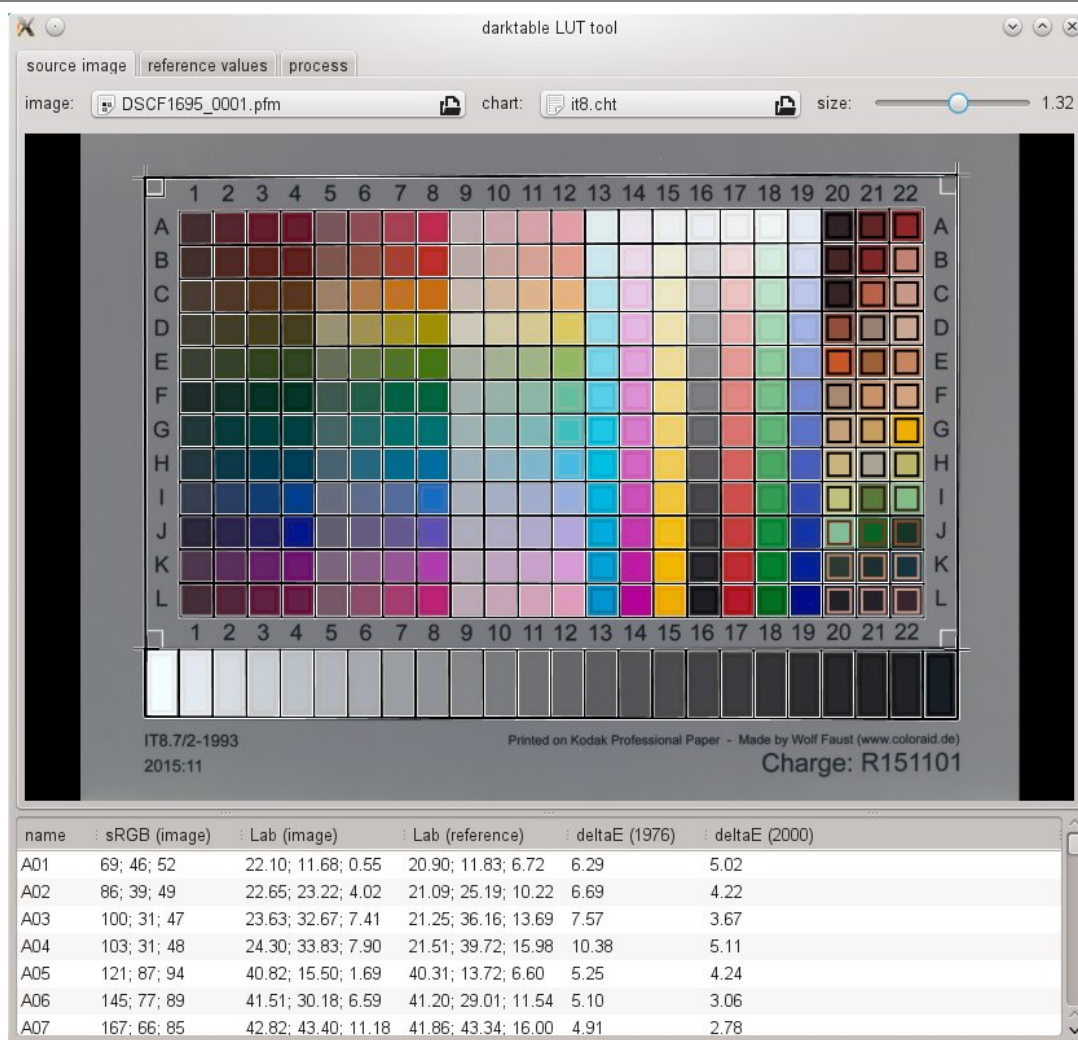 darktable LUT tool
source image reference values process
image: DSCF1695_0001.pfm chart: it8.cht size: 1.32
1 2 3 4 5 6 7 8 9 10 11 12 13 14 15 16 17 18 19 20 21 22
A A
B B
C C
D D
E E
F F
G G
H H
I I
J J
K K
L L
1 2 3 4 5 6 7 8 9 10 11 12 13 14 15 16 17 18 19 20 21 22
IT8.7/2-1993 Printed on Kodak Professional Paper - Made by Wolf Faust (www.coloraid.de)
2015:11 Charge: R151101
name sRGB (image) Lab (image) Lab (reference) deltaE (1976) deltaE (2000)
A01 69; 46; 52 22.10; 11.68; 0.55 20.90; 11.83; 6.72 6.29 5.02
A02 86; 39; 49 22.65; 23.22; 4.02 21.09; 25.19; 10.22 6.69 4.22
A03 100; 31; 47 23.63; 32.67; 7.41 21.25; 36.16; 13.69 7.57 3.67
A04 103; 31; 48 24.30; 33.83; 7.90 21.51; 39.72; 15.98 10.38 5.11
A05 121; 87; 94 40.82; 15.50; 1.69 40.31; 13.72; 6.60 5.25 4.24
A06 145; 77; 89 41.51; 30.18; 6.59 41.20; 29.01; 11.54 5.10 3.06
A07 167; 66; 85 42.82; 43.40; 11.18 41.86; 43.34; 16.00 4.91 2.78